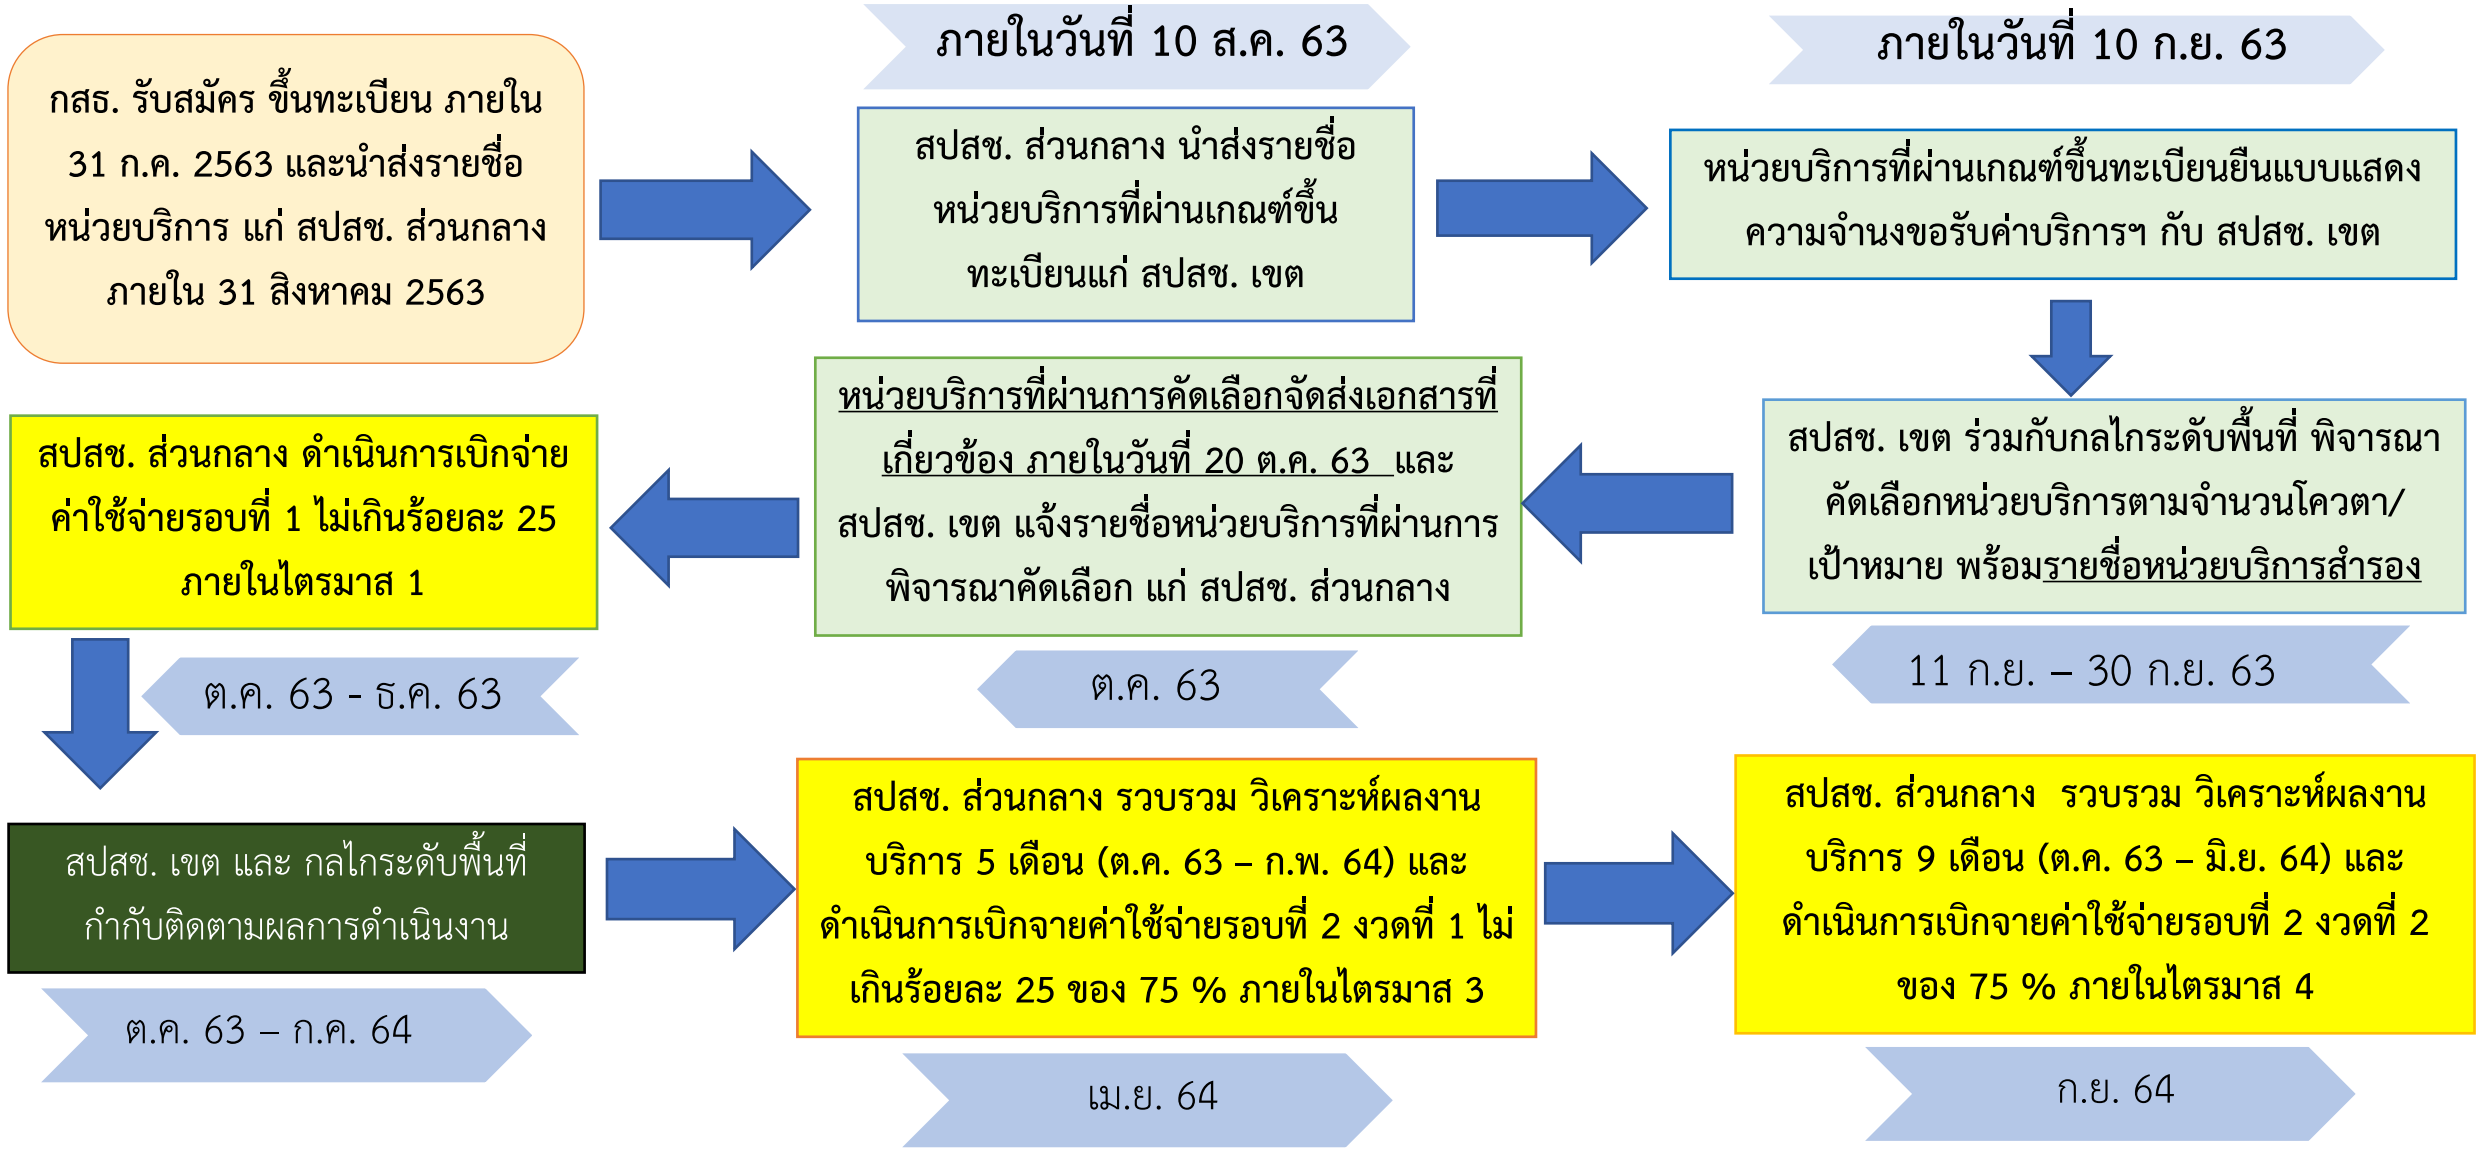 กสธ. รับสมัคร ขึ้นทะเบียน ภายใน
31 ก.ค. 2563 และนำส่งรายชื่อ
หน่วยบริการ แก่ สปสช. ส่วนกลาง
ภายใน 31 สิงหาคม 2563
ภายในวันที่ 10 ส.ค. 63
สปสช. ส่วนกลาง นำส่งรายชื่อ
หน่วยบริการที่ผ่านเกณฑ์ขึ้น
ทะเบียนแก่ สปสช. เขต
ภายในวันที่ 10 ก.ย. 63
หน่วยบริการที่ผ่านเกณฑ์ขึ้นทะเบียนยืนแบบแสดง
ความจำนงขอรับค่าบริการฯ กับ สปสช. เขต
สปสช. เขต ร่วมกับกลไกระดับพื้นที่ พิจารณา
คัดเลือกหน่วยบริการตามจำนวนโควตา/
เป้าหมาย พร้อมรายชื่อหน่วยบริการสำรอง
11 ก.ย. – 30 ก.ย. 63
หน่วยบริการที่ผ่านการคัดเลือกจัดส่งเอกสารที่
เกี่ยวข้อง ภายในวันที่ 20 ต.ค. 63 และ
สปสช. เขต แจ้งรายชื่อหน่วยบริการที่ผ่านการ
พิจารณาคัดเลือก แก่ สปสช. ส่วนกลาง
ต.ค. 63
สปสช. ส่วนกลาง ดำเนินการเบิกจ่าย
ค่าใช้จ่ายรอบที่ 1 ไม่เกินร้อยละ 25
ภายในไตรมาส 1
ต.ค. 63 - ธ.ค. 63
สปสช. เขต และ กลไกระดับพื้นที่
กำกับติดตามผลการดำเนินงาน
ต.ค. 63 – ก.ค. 64
สปสช. ส่วนกลาง รวบรวม วิเคราะห์ผลงาน
บริการ 5 เดือน (ต.ค. 63 – ก.พ. 64) และ
ดำเนินการเบิกจายค่าใช้จ่ายรอบที่ 2 งวดที่ 1 ไม่
เกินร้อยละ 25 ของ 75 % ภายในไตรมาส 3
เม.ย. 64
สปสช. ส่วนกลาง รวบรวม วิเคราะห์ผลงาน
บริการ 9 เดือน (ต.ค. 63 – มิ.ย. 64) และ
ดำเนินการเบิกจายค่าใช้จ่ายรอบที่ 2 งวดที่ 2
ของ 75 % ภายในไตรมาส 4
ก.ย. 64